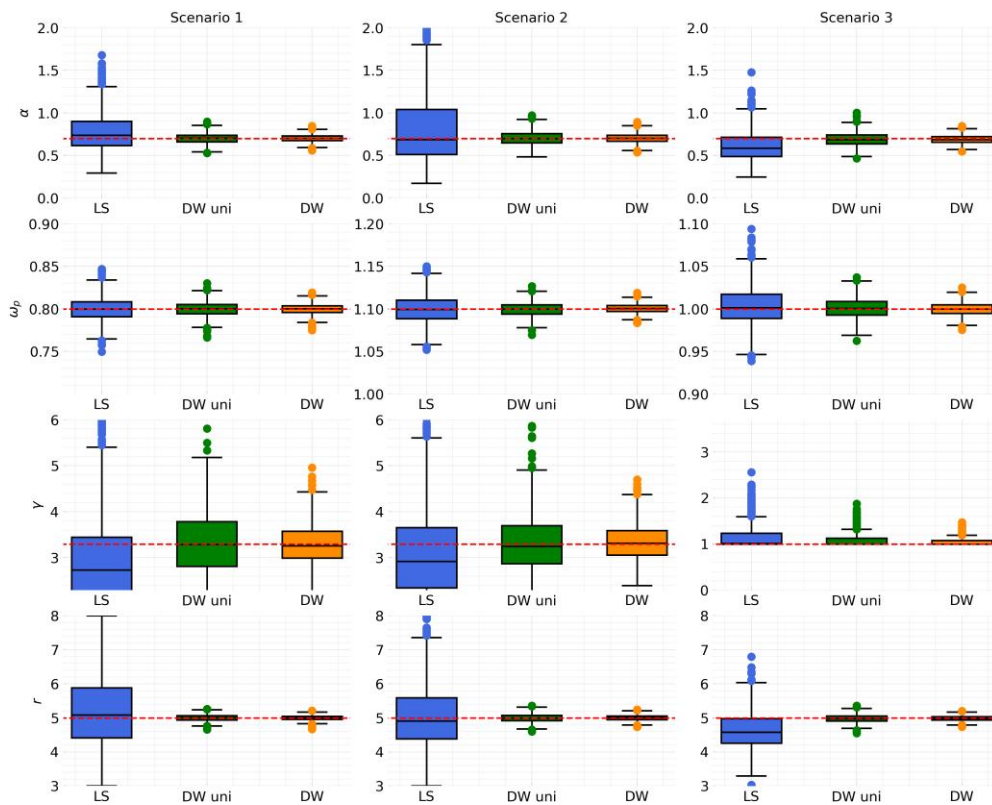 Scenario 1 Scenario 2 Scenario 3
2.0 2.0 2.0
1.5 1.5 1.5
α 1.0 1.0 1.0
0.5 0.5 0.5
0.0 0.0 0.0
LS DW uni DW LS DW uni DW LS DW uni DW
0.90 1.20 1.10
0.85 1.15 1.05
ωp 0.80 1.10 1.00
0.75 1.05 0.95
1.00 0.90
LS DW uni DW LS DW uni DW LS DW uni DW
6 6
5 5 3
γ 4 4 2
3 3 1
0
LS DW uni DW LS DW uni DW LS DW uni DW
8 8 8
7 7 7
6 6 6
r 5 5 5
4 4 4
3 3 3
LS DW uni DW LS DW uni DW LS DW uni DW